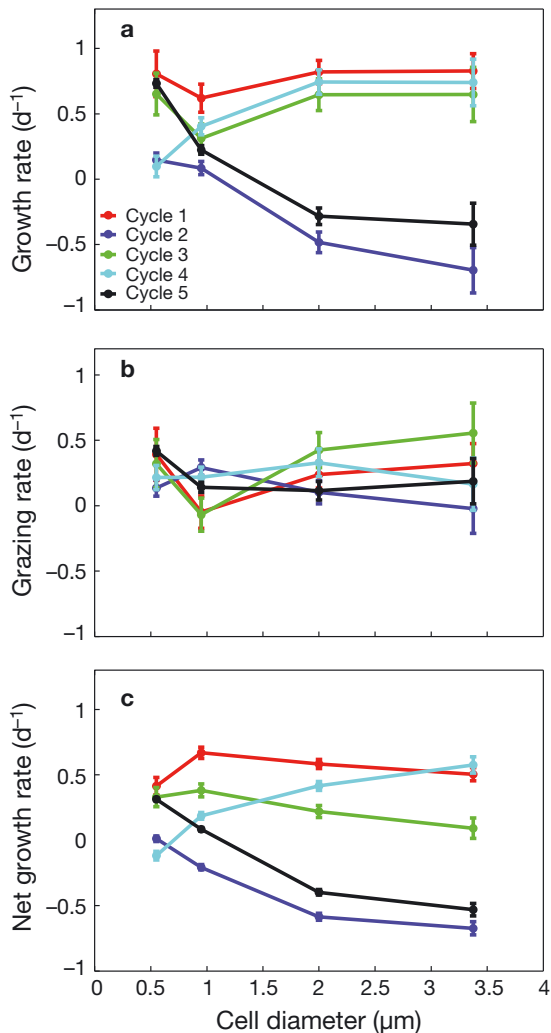 a
1
0.5
0
−0.5
−1
Growth rate (d⁻¹)
Cycle 1
Cycle 2
Cycle 3
Cycle 4
Cycle 5
b
1
0.5
0
−0.5
−1
Grazing rate (d⁻¹)
c
1
0.5
0
−0.5
−1
Net growth rate (d⁻¹)
0 0.5 1 1.5 2 2.5 3 3.5 4
Cell diameter (µm)